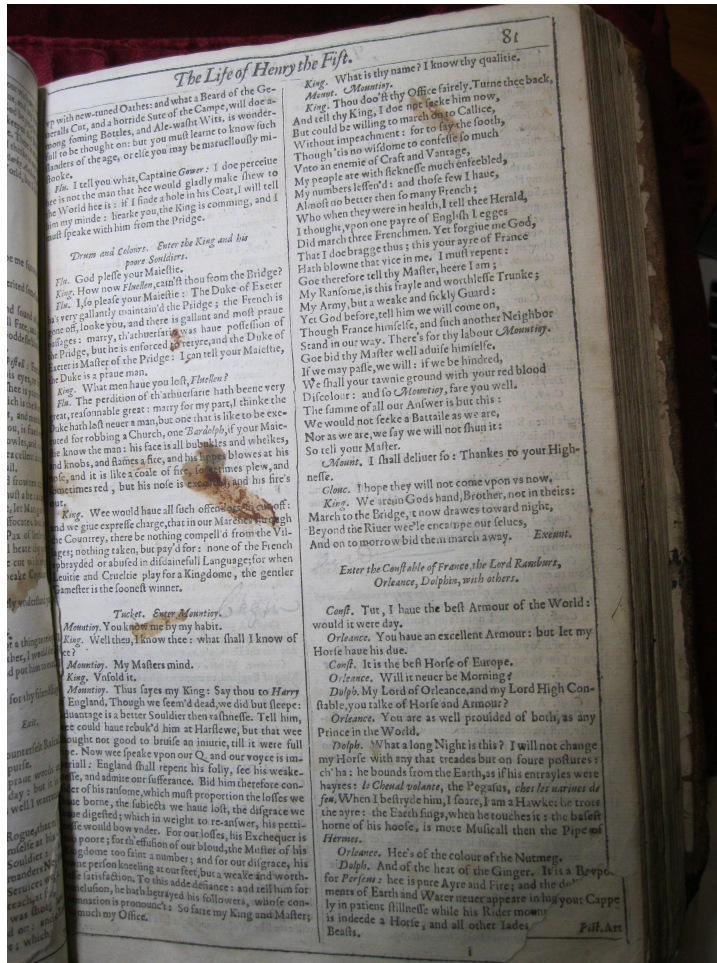 The Life of Henry the Fift.
81
vp with new-tuned Oathes: and what a Beard of the Ge-
neralls Cut, and a horride Sute of the Campe, will doe a-
mong foming Bottles, and Ale-washt Wits, is wonder-
full to be thought on: but you must learne to know such
slanders of the age, or else you may be maruellously mi-
stooke.
Flu. I tell you what, Captaine Gower: I doe perceiue
hee is not the man that hee would gladly make shew to
the World hee is: if I finde a hole in his Coat, I will tell
him my minde: hearke you, the King is comming, and I
must speake with him from the Pridge.
Drum and Colours. Enter the King and his
poore Souldiers.
Flu. God plesse your Maiestie.
King. How now Fluellen, cam'st thou from the Bridge?
Flu. I, so please your Maiestie: The Duke of Exeter
ha's very gallantly maintain'd the Pridge; the French is
gone off, looke you, and there is gallant and most praue
passages: marry, th'athuersarie was haue possession of
the Pridge, but he is enforced to retyre, and the Duke of
Exeter is Master of the Pridge: I can tell your Maiestie,
the Duke is a praue man.
King. What men haue you lost, Fluellen?
Flu. The perdition of th'athuersarie hath beene very
great, reasonnable great: marry for my part, I thinke the
Duke hath lost neuer a man, but one that is like to be exe-
cuted for robbing a Church, one Bardolph, if your Maie-
stie know the man: his face is all bubukles and whelkes,
and knobs, and flames a fire, and his lippes blowes at his
nose, and it is like a coale of fire, sometimes plew, and
sometimes red, but his nose is executed, and his fire's
out.
King. Wee would haue all such offendors so cut off:
and we giue expresse charge, that in our Marches through
the Countrey, there be nothing compell'd from the Vil-
lages; nothing taken, but pay'd for: none of the French
vpbrayded or abused in disdainefull Language; for when
Leuitie and Crueltie play for a Kingdome, the gentler
Gamester is the soonest winner.
Tucket. Enter Mountioy.
Mountioy. You know me by my habit.
King. Well then, I know thee: what shall I know of
thee?
Mountioy. My Masters mind.
King. Vnfold it.
Mountioy. Thus sayes my King: Say thou to Harry
of England, Though we seem'd dead, we did but sleepe:
Aduantage is a better Souldier then rashnesse. Tell him,
wee could haue rebuk'd him at Harflewe, but that wee
thought not good to bruise an iniurie, till it were full
ripe. Now wee speake vpon our Q. and our voyce is im-
periall: England shall repent his folly, see his weake-
nesse, and admire our sufferance. Bid him therefore con-
sider of his ransome, which must proportion the losses we
haue borne, the subiects we haue lost, the disgrace we
haue digested; which in weight to re-answer, his petti-
nesse would bow vnder. For our losses, his Exchequer is
too poore; for th'effusion of our bloud, the Muster of his
Kingdome too faint a number; and for our disgrace, his
owne person kneeling at our feet, but a weake and worth-
lesse satisfaction. To this adde defiance: and tell him for
conclusion, he hath betrayed his followers, whose con-
demnation is pronounc't: So farre my King and Master;
so much my Office.
King. What is thy name? I know thy qualitie.
Mount. Mountioy.
King. Thou doo'st thy Office fairely. Turne thee back,
And tell thy King, I doe not seeke him now,
But could be willing to march on to Callice,
Without impeachment: for to say the sooth,
Though 'tis no wisdome to confesse so much
Vnto an enemie of Craft and Vantage,
My people are with sicknesse much enfeebled,
My numbers lessen'd: and those few I haue,
Almost no better then so many French;
Who when they were in health, I tell thee Herald,
I thought, vpon one payre of English Legges
Did march three Frenchmen. Yet forgiue me God,
That I doe bragge thus; this your ayre of France
Hath blowne that vice in me. I must repent:
Goe therefore tell thy Master, heere I am;
My Ransome, is this frayle and worthlesse Trunke;
My Army, but a weake and sickly Guard:
Yet God before, tell him we will come on,
Though France himselfe, and such another Neighbor
Stand in our way. There's for thy labour Mountioy.
Goe bid thy Master well aduise himselfe.
If we may passe, we will: if we be hindred,
We shall your tawnie ground with your red blood
Discolour: and so Mountioy, fare you well.
The summe of all our Answer is but this:
We would not seeke a Battaile as we are,
Nor as we are, we say we will not shun it:
So tell your Master.
Mount. I shall deliuer so: Thankes to your High-
nesse.
Glouc. I hope they will not come vpon vs now.
King. We are in Gods hand, Brother, not in theirs:
March to the Bridge, it now drawes toward night,
Beyond the Riuer wee'le encampe our selues,
And on to morrow bid them march away. Exeunt.
Enter the Constable of France, the Lord Ramburs,
Orleance, Dolphin, with others.
Const. Tut, I haue the best Armour of the World:
would it were day.
Orleance. You haue an excellent Armour: but let my
Horse haue his due.
Const. It is the best Horse of Europe.
Orleance. Will it neuer be Morning?
Dolph. My Lord of Orleance, and my Lord High Con-
stable, you talke of Horse and Armour?
Orleance. You are as well prouided of both, as any
Prince in the World.
Dolph. What a long Night is this? I will not change
my Horse with any that treades but on foure postures:
ch'ha: he bounds from the Earth, as if his entrayles were
hayres: le Cheual volante, the Pegasus, ches les narines de
feu. When I bestryde him, I soare, I am a Hawke: he trots
the ayre: the Earth sings, when he touches it: the basest
horne of his hoofe, is more Musicall then the Pipe of
Hermes.
Orleance. Hee's of the colour of the Nutmeg.
Dolph. And of the heat of the Ginger. It is a
for Perseus: hee is pure Ayre and Fire; and the
ments of Earth and Water neuer appeare in him
ly in patient stillnesse while his Rider
is indeede a Horse, and all other Iades
Beasts.
your Cappe
Pist. Art
i